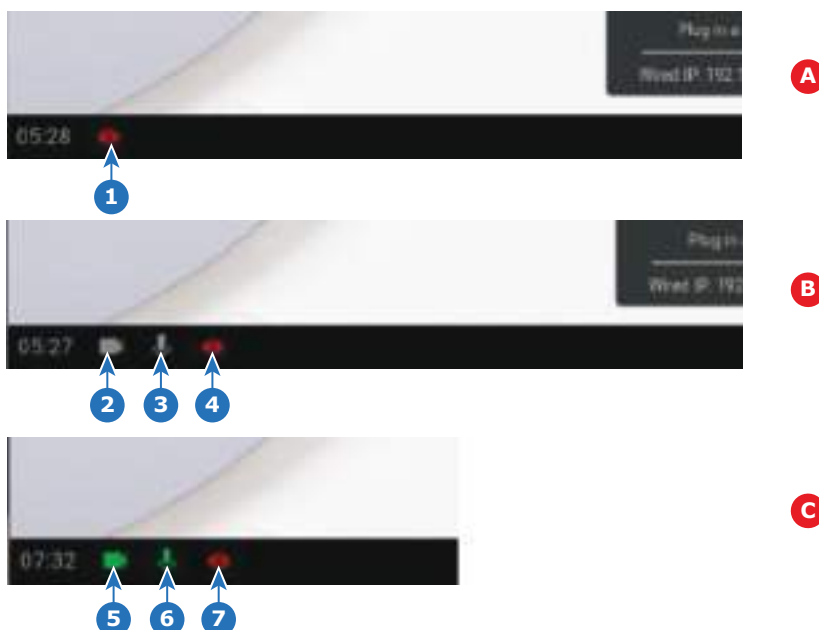 Plug in a
Wired IP: 192.1
A
05:28
1
Plug in
Wired IP: 192
B
05:27
2 3 4
C
07:32
5 6 7